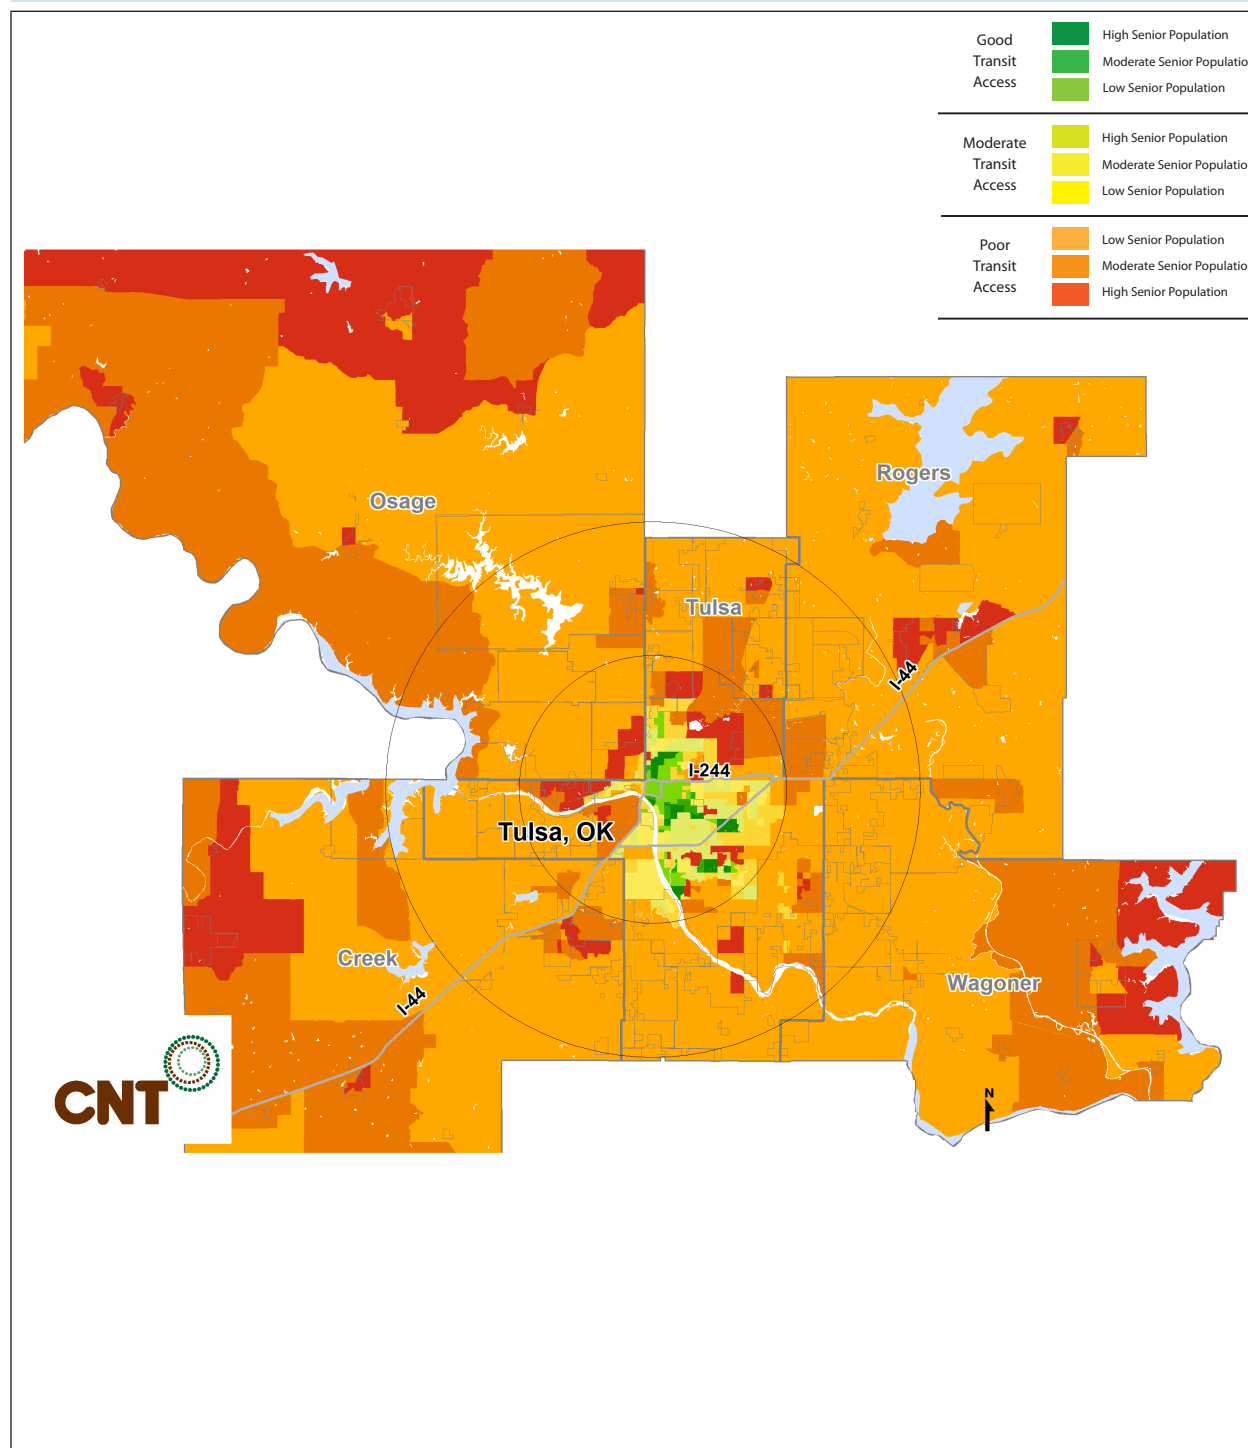 Good
Transit
Access
High Senior Population
Moderate Senior Populatio
Low Senior Population
Moderate
Transit
Access
High Senior Population
Moderate Senior Populatio
Low Senior Population
Poor
Transit
Access
Low Senior Population
Moderate Senior Populatio
High Senior Population
Rogers
Osage
Tulsa
I-44
I-244
Tulsa, OK
Creek
Wagoner
I-44
CNT
N